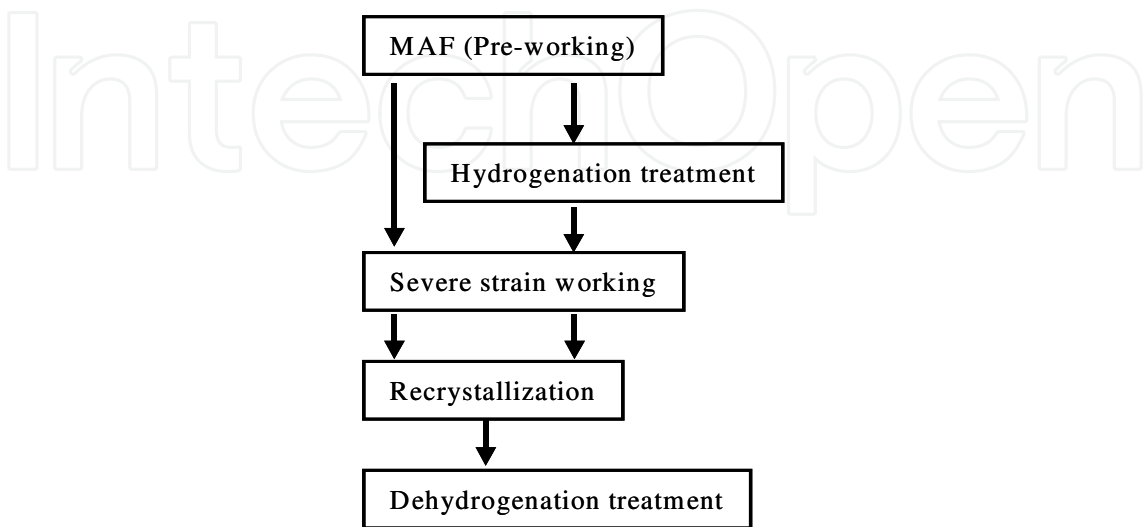 IntechOpen
MAF (Pre-working)
Hydrogenation treatment
Severe strain working
Recrystallization
Dehydrogenation treatment